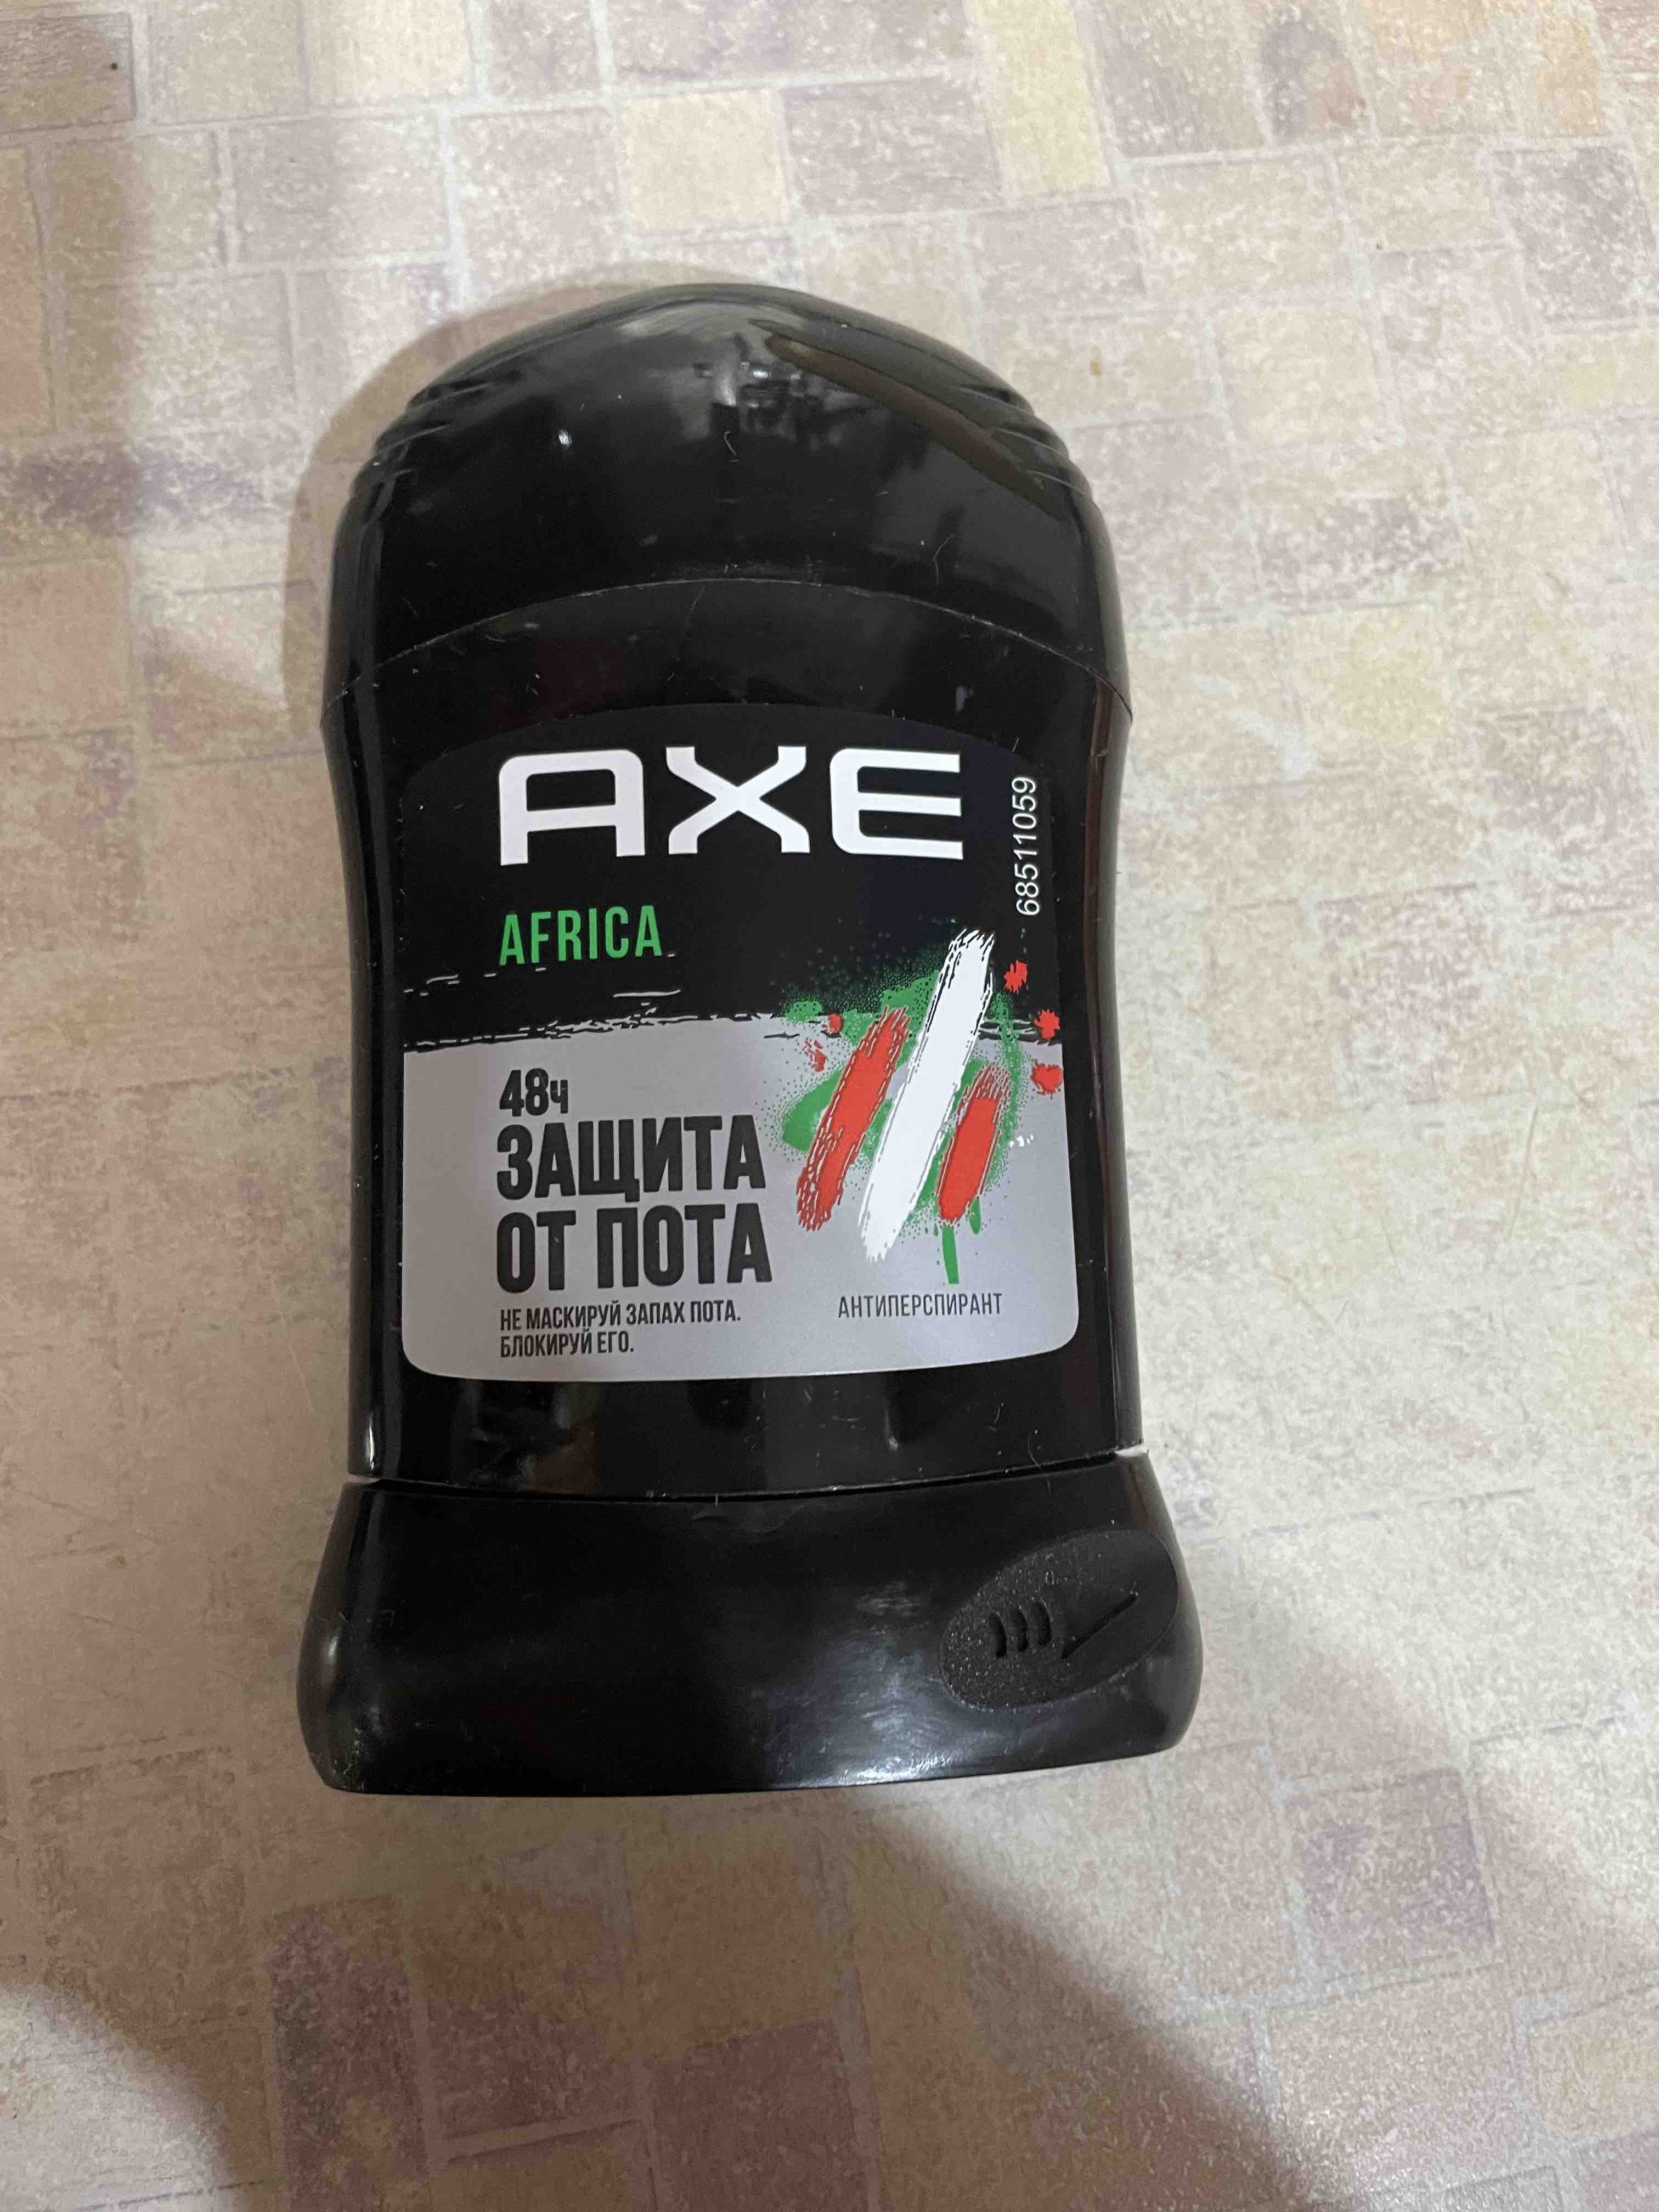 AXE
68511059
AFRICA
48ч
ЗАЩИТА
ОТ ПОТА
НЕ МАСКИРУЙ ЗАПАХ ПОТА.
БЛОКИРУЙ ЕГО.
АНТИПЕРСПИРАНТ